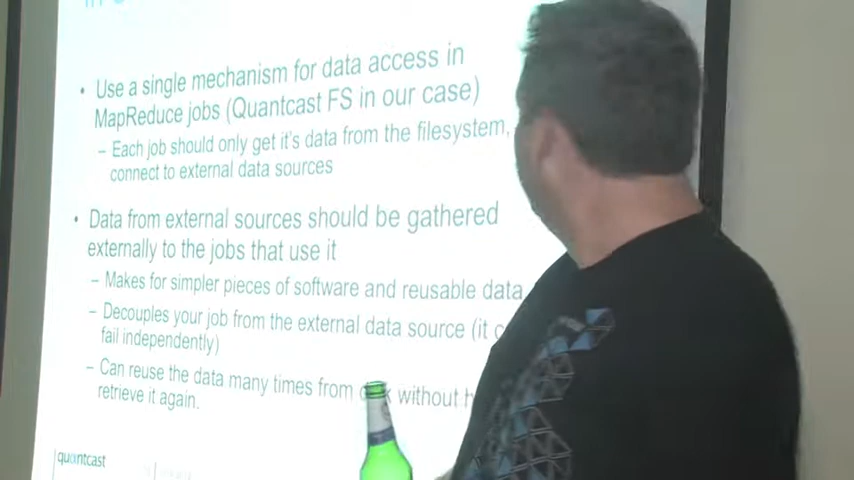 • Use a single mechanism for data access in
MapReduce jobs (Quantcast FS in our case)
– Each job should only get it's data from the filesystem,
connect to external data sources
• Data from external sources should be gathered
externally to the jobs that use it
– Makes for simpler pieces of software and reusable data
– Decouples your job from the external data source (it
fail independently)
– Can reuse the data many times from without
retrieve it again.
quantcast